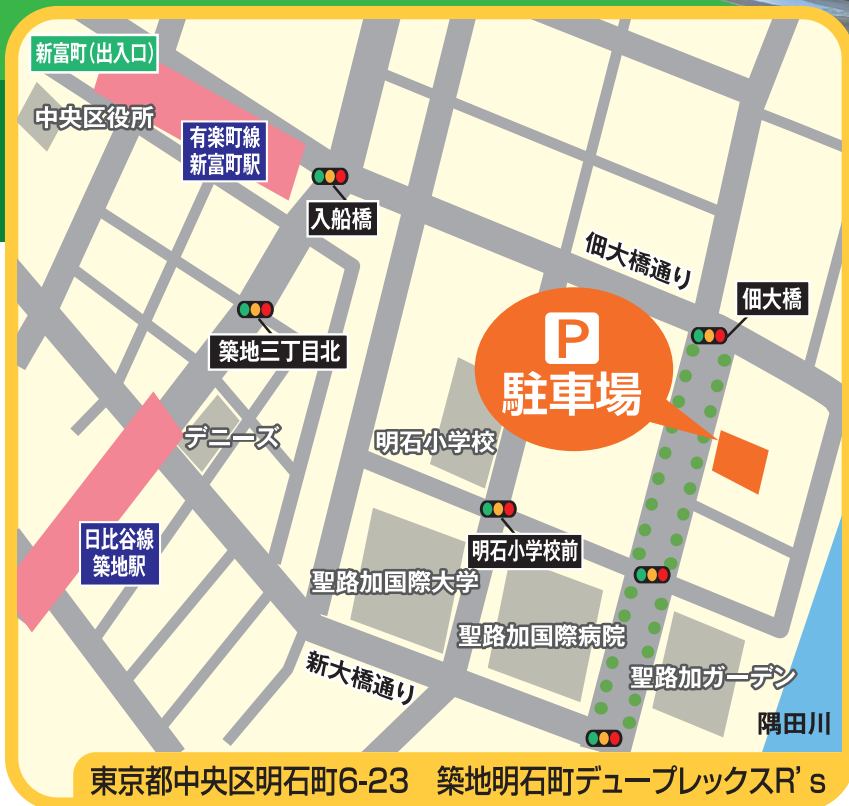 新富町(出入口)
中央区役所
有楽町線
新富町駅
入船橋
佃大橋通り
佃大橋
築地三丁目北
P
駐車場
デニーズ
明石小学校
日比谷線
築地駅
明石小学校前
聖路加国際大学
聖路加国際病院
新大橋通り
聖路加ガーデン
隅田川
東京都中央区明石町6-23 築地明石町デュープレックスR’s